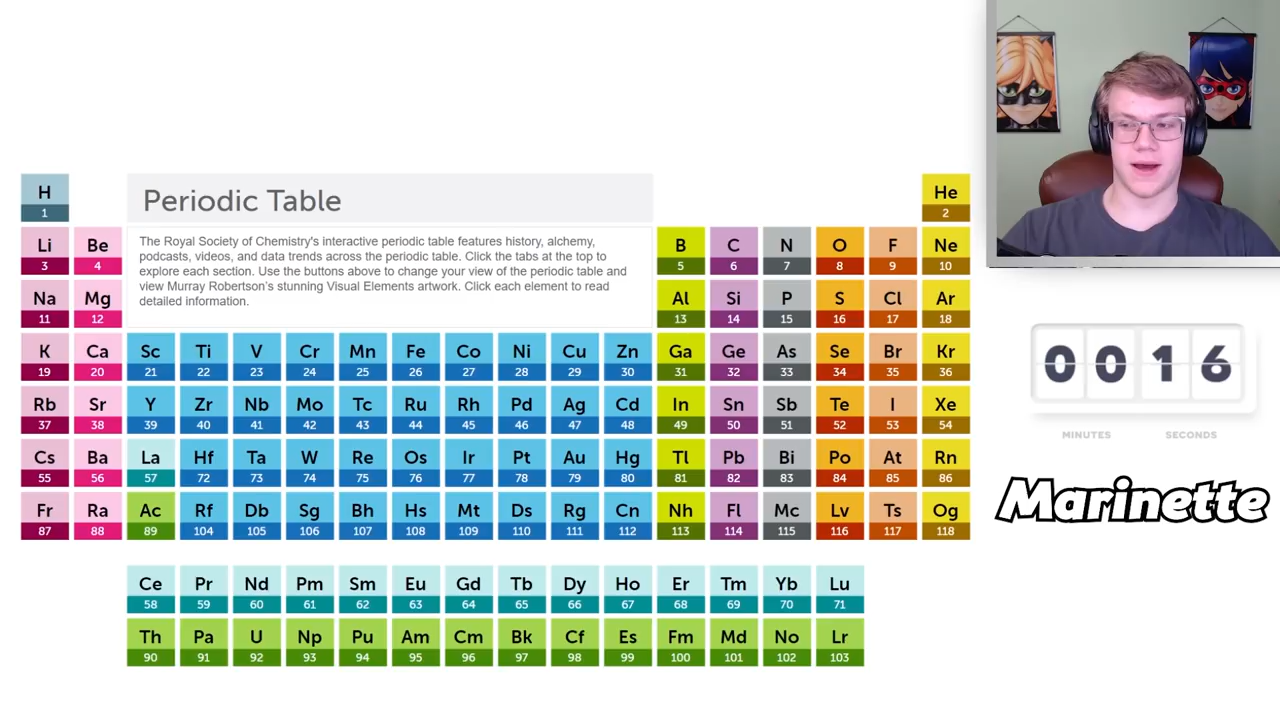 H He
1 Periodic Table 2
Li Be B C N O F Ne
3 4 5 6 7 8 9 10
The Royal Society of Chemistry's interactive periodic table features history, alchemy,
podcasts, videos, and data trends across the periodic table. Click the tabs at the top to
explore each section. Use the buttons above to change your view of the periodic table and
view Murray Robertson's stunning Visual Elements artwork. Click each element to read
detailed information.
Na Mg Al Si P S Cl Ar
11 12 13 14 15 16 17 18
K Ca Sc Ti V Cr Mn Fe Co Ni Cu Zn Ga Ge As Se Br Kr
19 20 21 22 23 24 25 26 27 28 29 30 31 32 33 34 35 36
Rb Sr Y Zr Nb Mo Tc Ru Rh Pd Ag Cd In Sn Sb Te I Xe
37 38 39 40 41 42 43 44 45 46 47 48 49 50 51 52 53 54
Cs Ba La Hf Ta W Re Os Ir Pt Au Hg Tl Pb Bi Po At Rn
55 56 57 72 73 74 75 76 77 78 79 80 81 82 83 84 85 86
Fr Ra Ac Rf Db Sg Bh Hs Mt Ds Rg Cn Nh Fl Mc Lv Ts Og
87 88 89 104 105 106 107 108 109 110 111 112 113 114 115 116 117 118
Ce Pr Nd Pm Sm Eu Gd Tb Dy Ho Er Tm Yb Lu
58 59 60 61 62 63 64 65 66 67 68 69 70 71
Th Pa U Np Pu Am Cm Bk Cf Es Fm Md No Lr
90 91 92 93 94 95 96 97 98 99 100 101 102 103
00 16
MINUTES SECONDS
Marinette